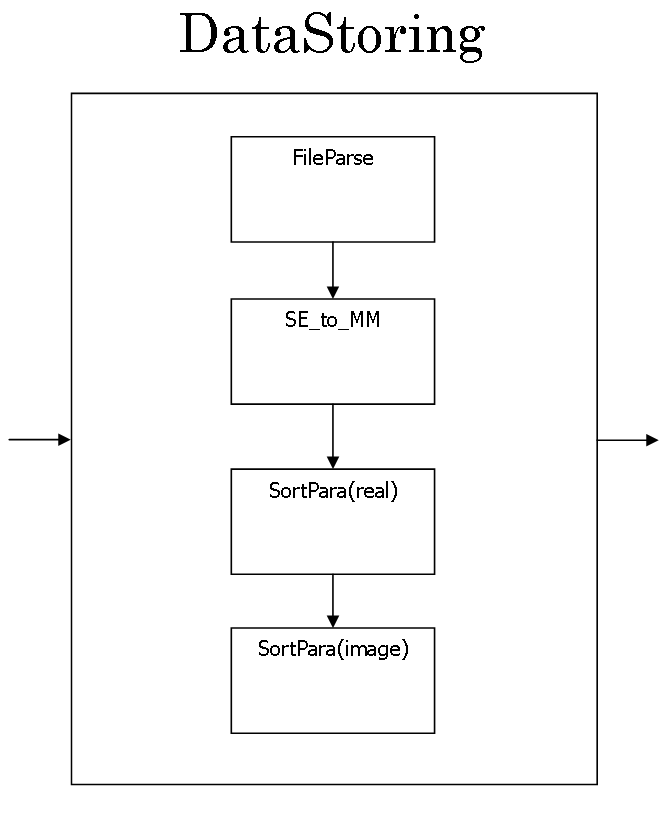 DataStoring
FileParse
SE_to_MM
SortPara(real)
SortPara(image)